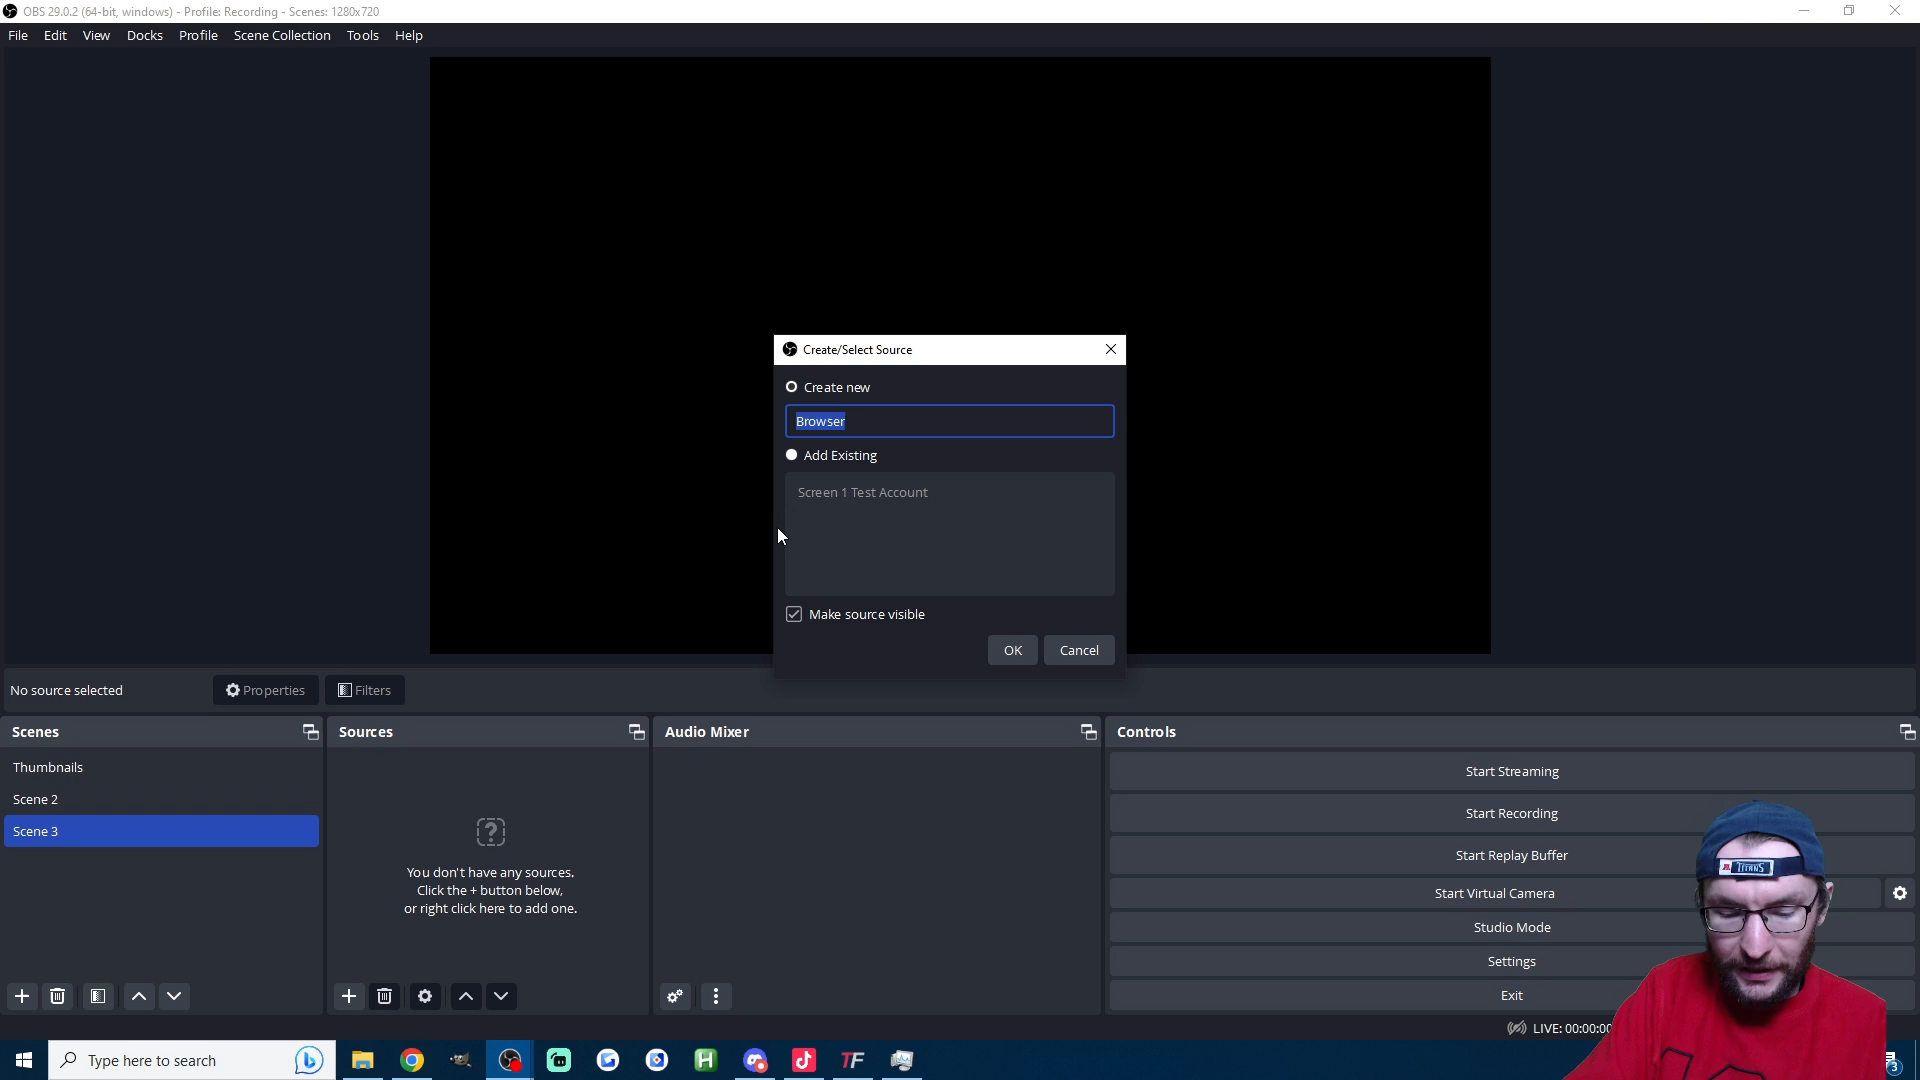 OBS 29.0.2 (64-bit, windows) - Profile: Recording - Scenes: 1280x720
File Edit View Docks Profile Scene Collection Tools Help
Create/Select Source
Create new
Browser
Add Existing
Screen 1 Test Account
Make source visible
OK Cancel
No source selected Properties Filters
Scenes Sources Audio Mixer Controls
Thumbnails
Scene 2
Scene 3
You don't have any sources.
Click the + button below,
or right click here to add one.
Start Streaming
Start Recording
Start Replay Buffer
Start Virtual Camera
Studio Mode
Settings
Exit
TITANS
LIVE: 00:00:00
Type here to search
H
TF
3